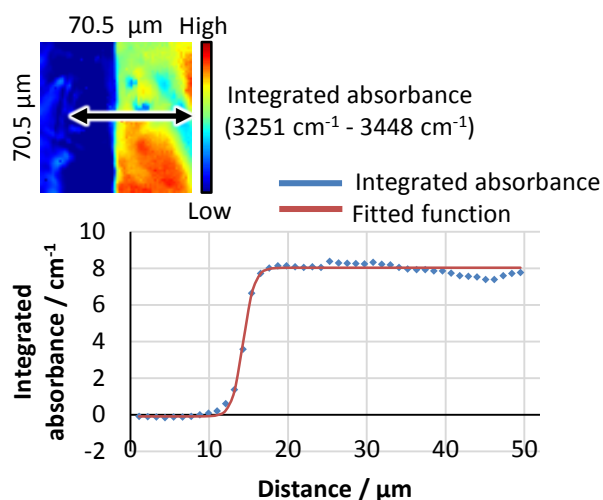 70.5 µm
High
70.5 µm
Integrated absorbance
(3251 cm⁻¹ - 3448 cm⁻¹)
Low
Integrated absorbance
Fitted function
Integrated
absorbance / cm⁻¹
10
8
6
4
2
0
-2
0
10
20
30
40
50
Distance / µm